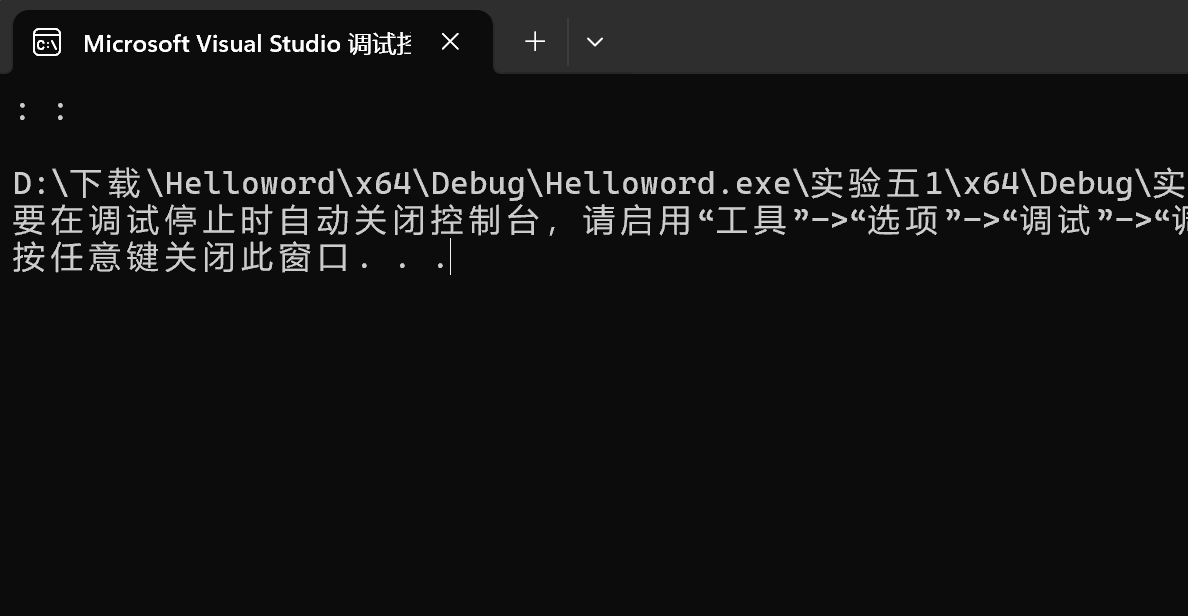 Microsoft Visual Studio 调试控
: :
D:\下载\Helloword\x64\Debug\Helloword.exe\实验五1\x64\Debug\实
要在调试停止时自动关闭控制台，请启用“工具”->“选项”->“调试”->“调
按任意键关闭此窗口. . .